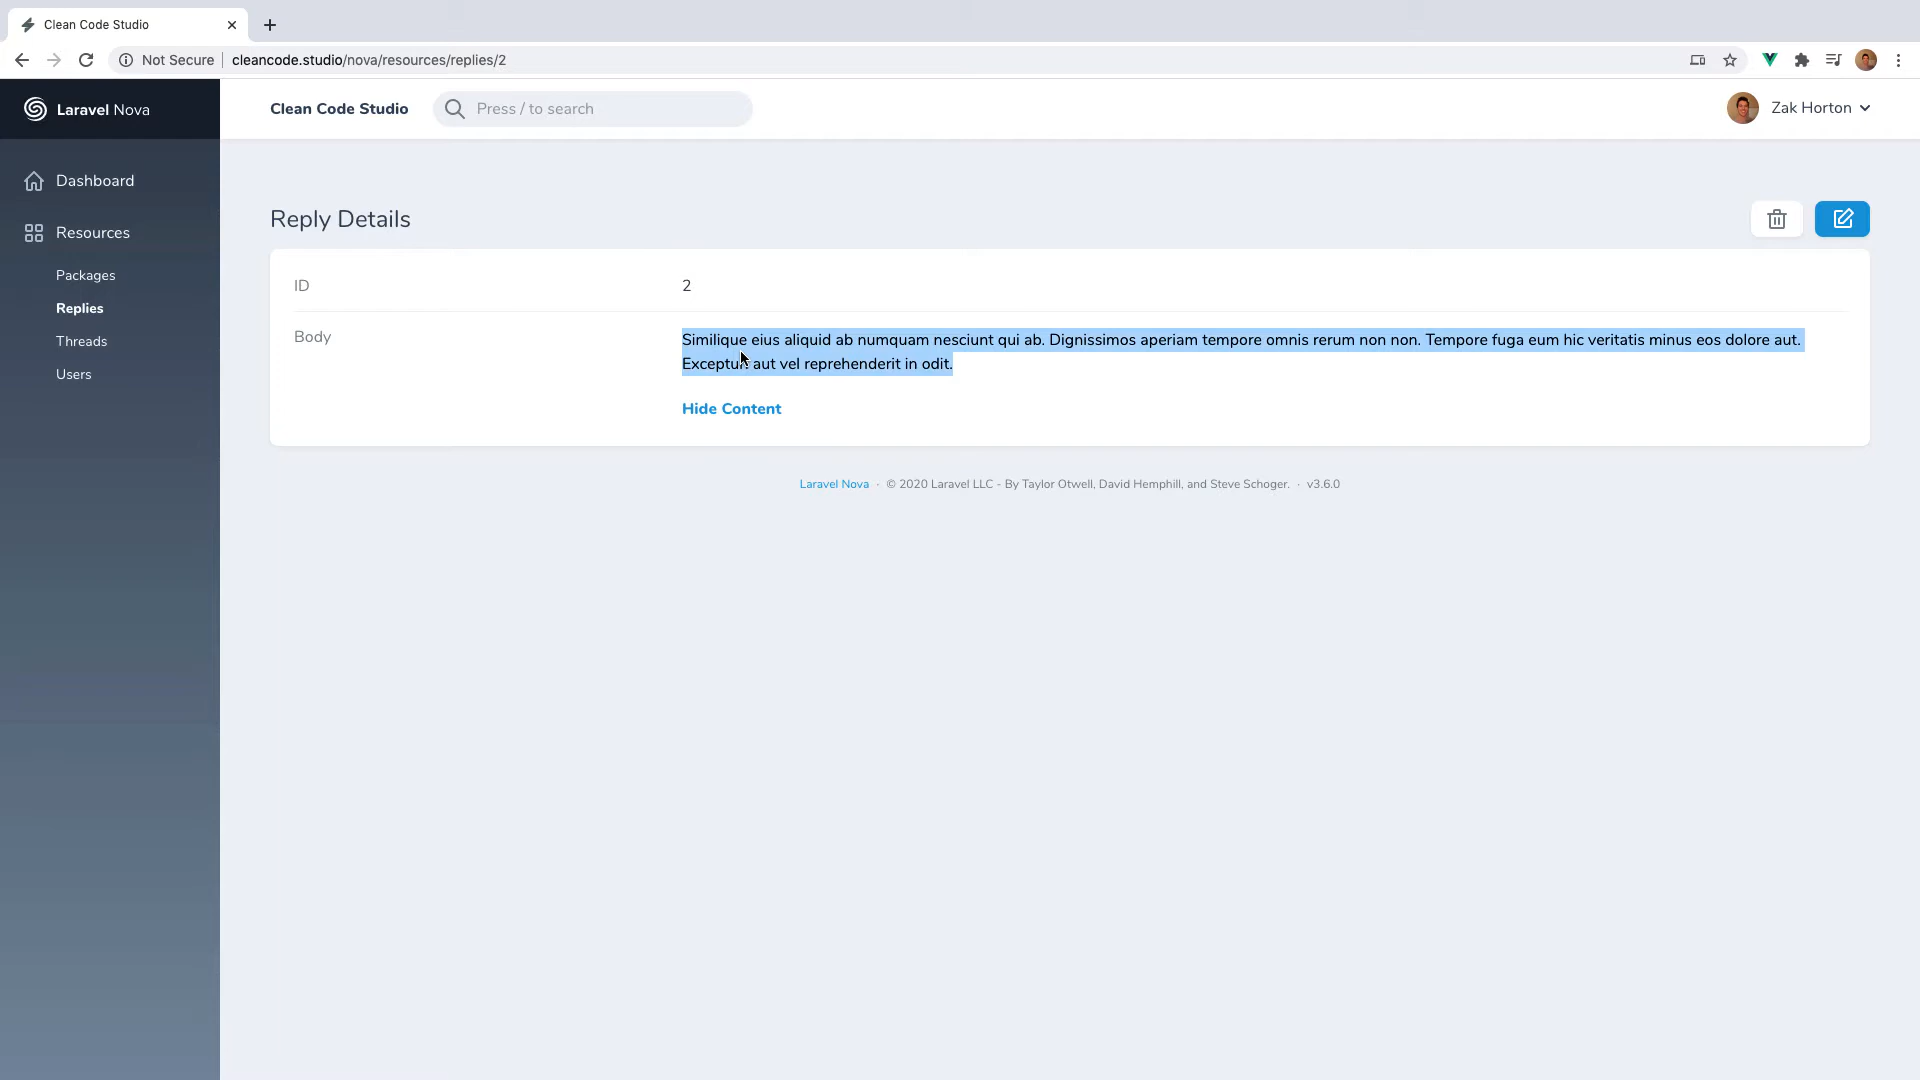 Clean Code Studio
Not Secure
cleancode.studio/nova/resources/replies/2
Laravel Nova
Clean Code Studio
Press / to search
Zak Horton
Dashboard
Resources
Packages
Replies
Threads
Users
Reply Details
ID
2
Body
Similique eius aliquid ab numquam nesciunt qui ab. Dignissimos aperiam tempore omnis rerum non non. Tempore fuga eum hic veritatis minus eos dolore aut.
Excepturi aut vel reprehenderit in odit.
Hide Content
Laravel Nova · © 2020 Laravel LLC - By Taylor Otwell, David Hemphill, and Steve Schoger. · v3.6.0